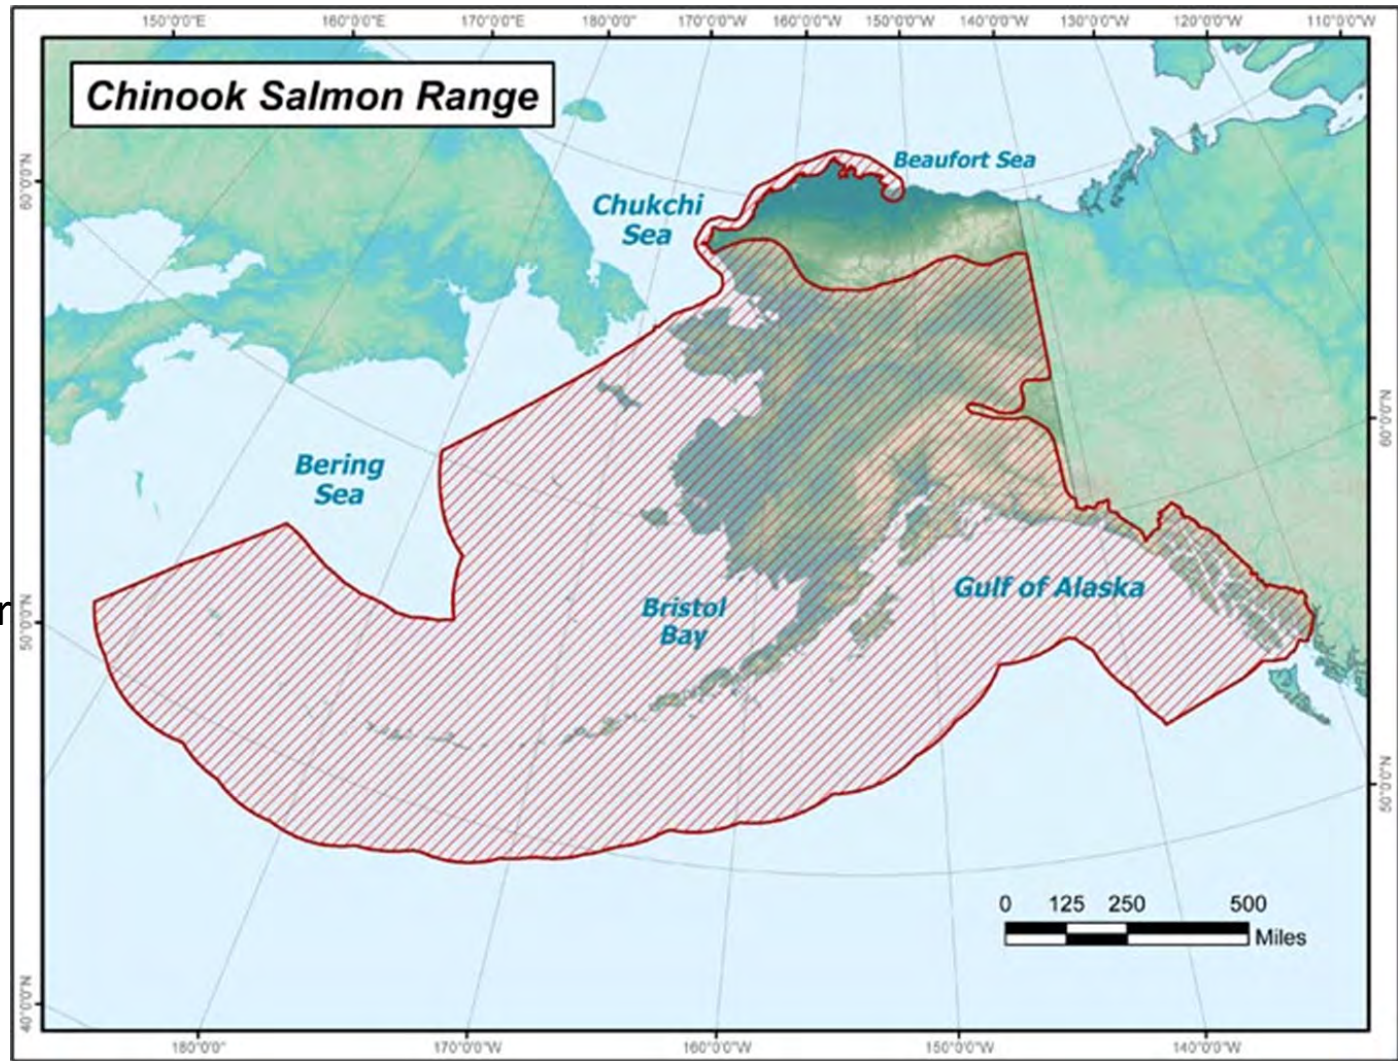 150°0'0"E 160°0'0"E 170°0'0"E 180°0'0" 170°0'0"W 160°0'0"W 150°0'0"W 140°0'0"W 130°0'0"W 120°0'0"W 110°0'0"W
Chinook Salmon Range
Beaufort Sea
60°0'0"N
Chukchi
Sea
60°0'0"N
Bering
Sea
Gulf of Alaska
r
50°0'0"N
Bristol
Bay
50°0'0"N
0 125 250 500
Miles
40°0'0"N
180°0'0" 170°0'0"W 160°0'0"W 150°0'0"W 140°0'0"W